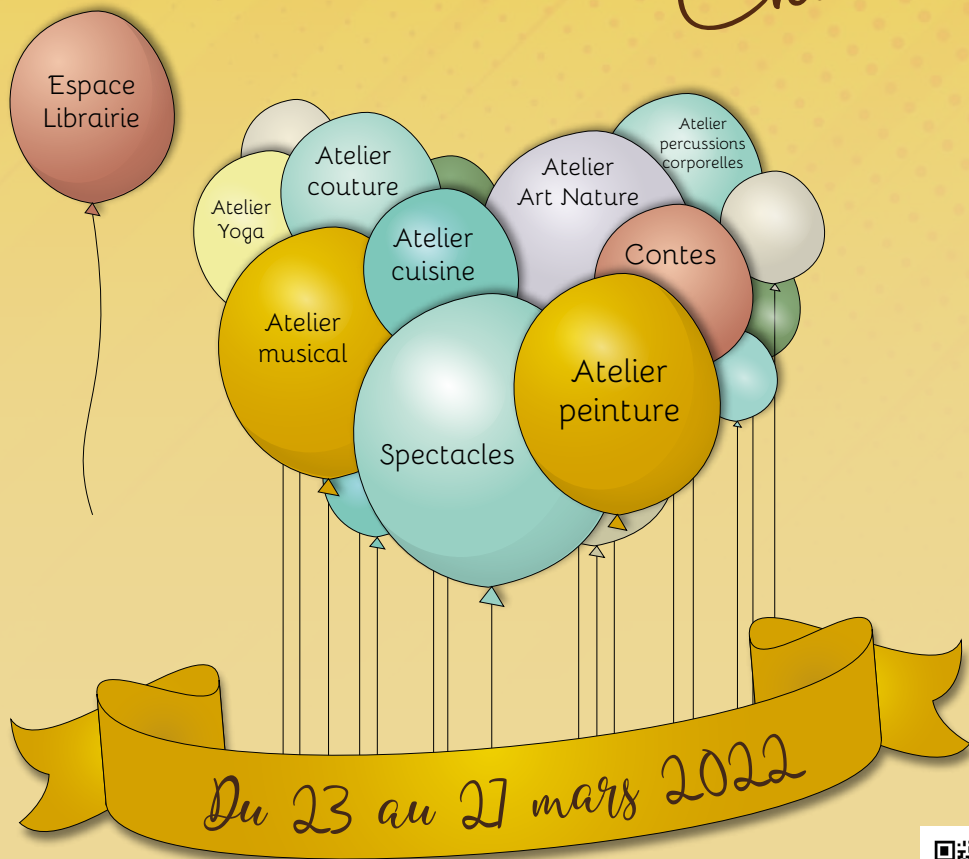 Espace
Librairie
Atelier
percussions
corporelles
Atelier
couture
Atelier
Art Nature
Atelier
Yoga
Atelier
cuisine
Contes
Atelier
musical
Atelier
peinture
Spectacles
Du 23 au 27 mars 2022